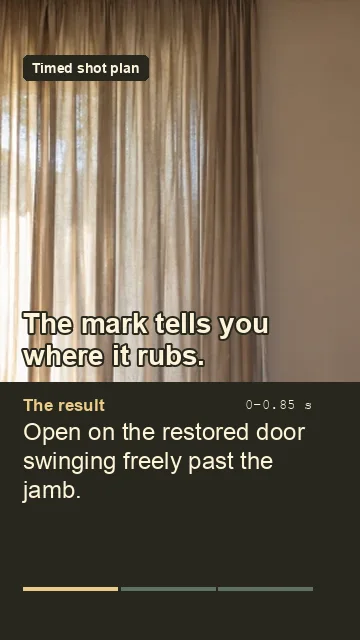 Timed shot plan
The mark tells you
where it rubs.
The result
0–0.85 s
Open on the restored door
swinging freely past the
jamb.